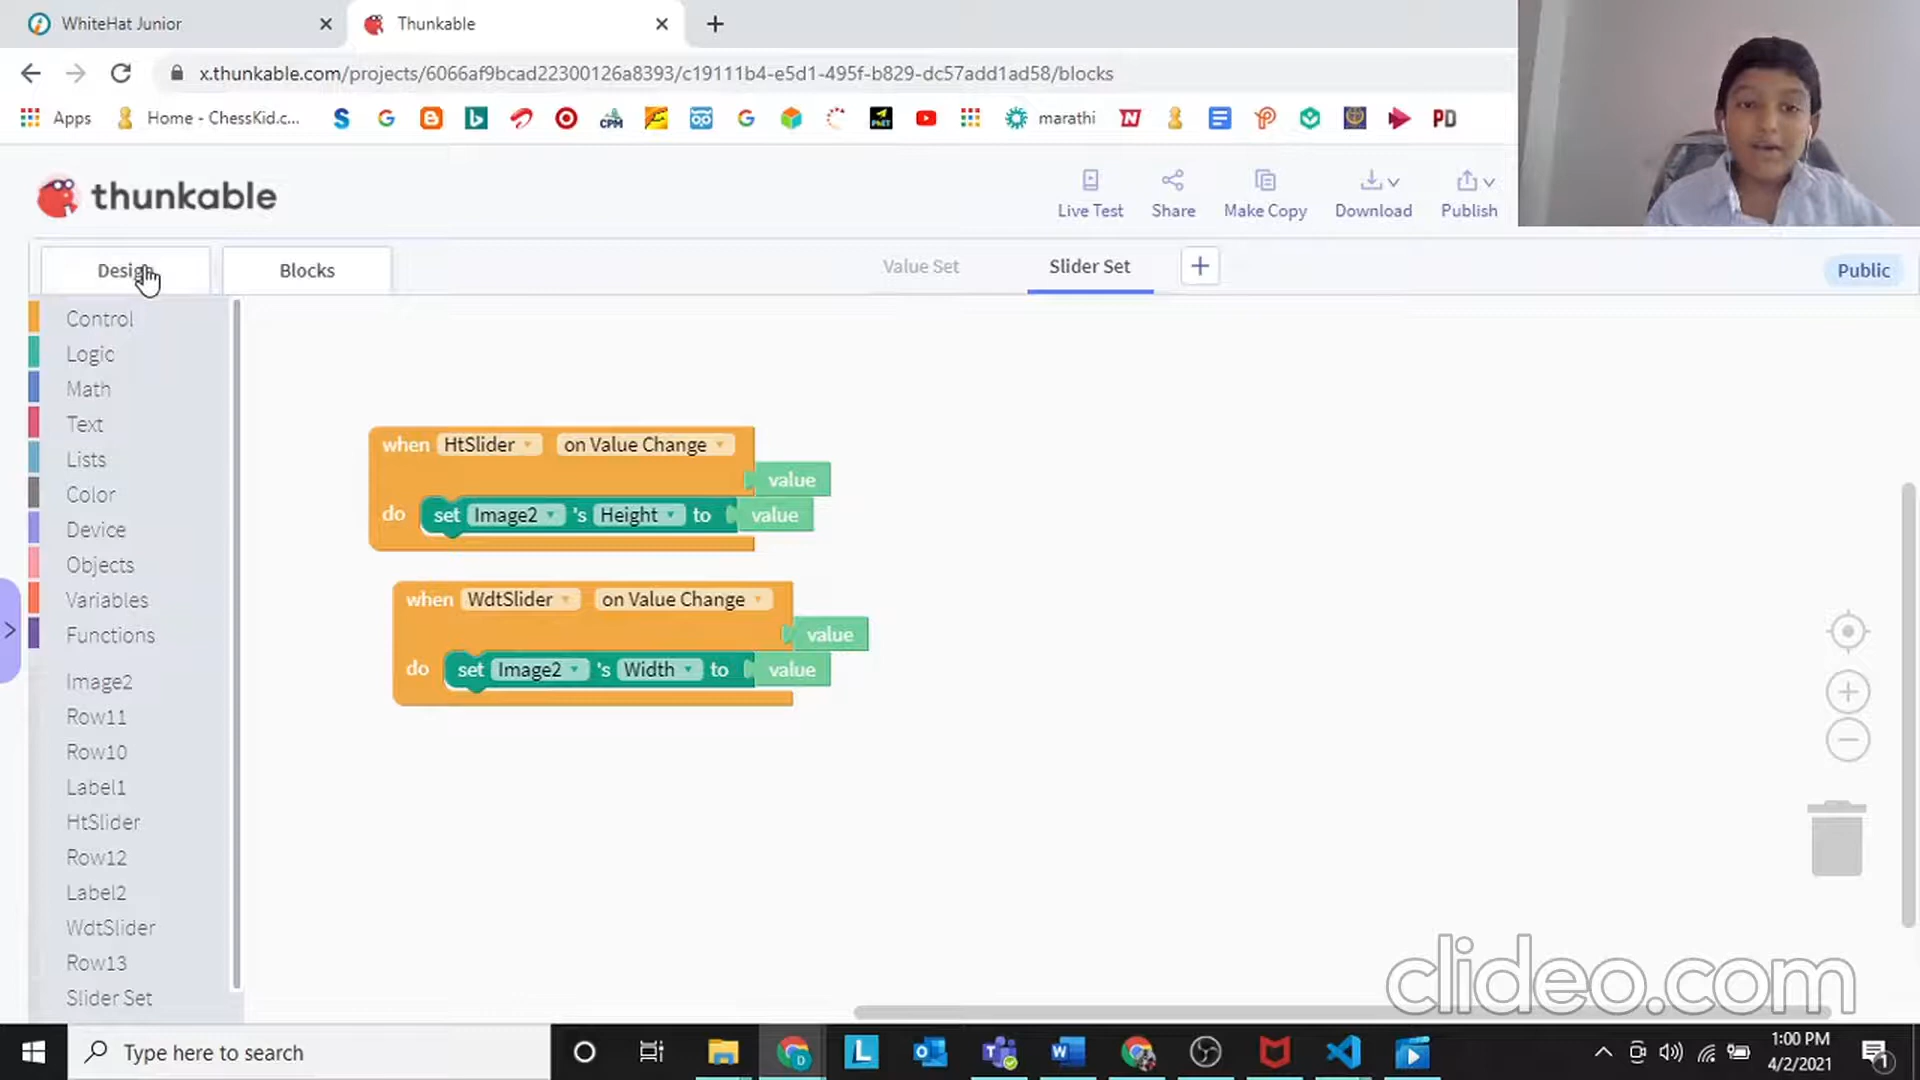 WhiteHat Junior
Thunkable
x.thunkable.com/projects/6066af9bcad22300126a8393/c19111b4-e5d1-495f-b829-dc57add1ad58/blocks
Apps
Home - ChessKid.c...
marathi
PD
thunkable
Live Test
Share
Make Copy
Download
Publish
Design
Blocks
Value Set
Slider Set
Public
Control
Logic
Math
Text
Lists
Color
Device
Objects
Variables
Functions
Image2
Row11
Row10
Label1
HtSlider
Row12
Label2
WdtSlider
Row13
Slider Set
when HtSlider on Value Change
value
do set Image2 's Height to value
when WdtSlider on Value Change
value
do set Image2 's Width to value
clideo.com
Type here to search
1:00 PM
4/2/2021
1